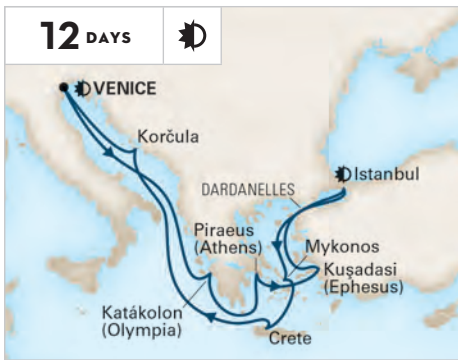 12 DAYS
VENICE
Korčula
Istanbul
DARDANELLES
Piraeus
(Athens)
Mykonos
Kuşadasi
(Ephesus)
Katákolon
(Olympia)
Crete